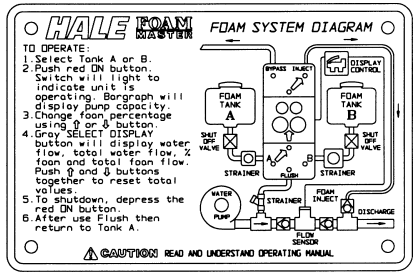 HALE FOAM MASTER
FOAM SYSTEM DIAGRAM
TO OPERATE:
1. Select Tank A or B.
2. Push red ON button.
Switch will light to
indicate unit is
operating. Bargraph will
display pump capacity.
3. Change foam percentage
using ⇧ or ⇩ button.
4. Gray SELECT DISPLAY
button will display water
flow, total water flow, %
foam and total foam flow.
Push ⇧ and ⇩ buttons
together to reset total
values.
5. To shutdown, depress the
red ON button.
6. After use Flush then
return to Tank A.
BYPASS INJECT
DISPLAY
CONTROL
FOAM
TANK
A
FOAM
TANK
B
SHUT
OFF
VALVE
SHUT
OFF
VALVE
A
B
STRAINER
STRAINER
FLUSH
WATER
PUMP
STRAINER
FOAM
INJECT
DISCHARGE
FLOW
SENSOR
CAUTION READ AND UNDERSTAND OPERATING MANUAL